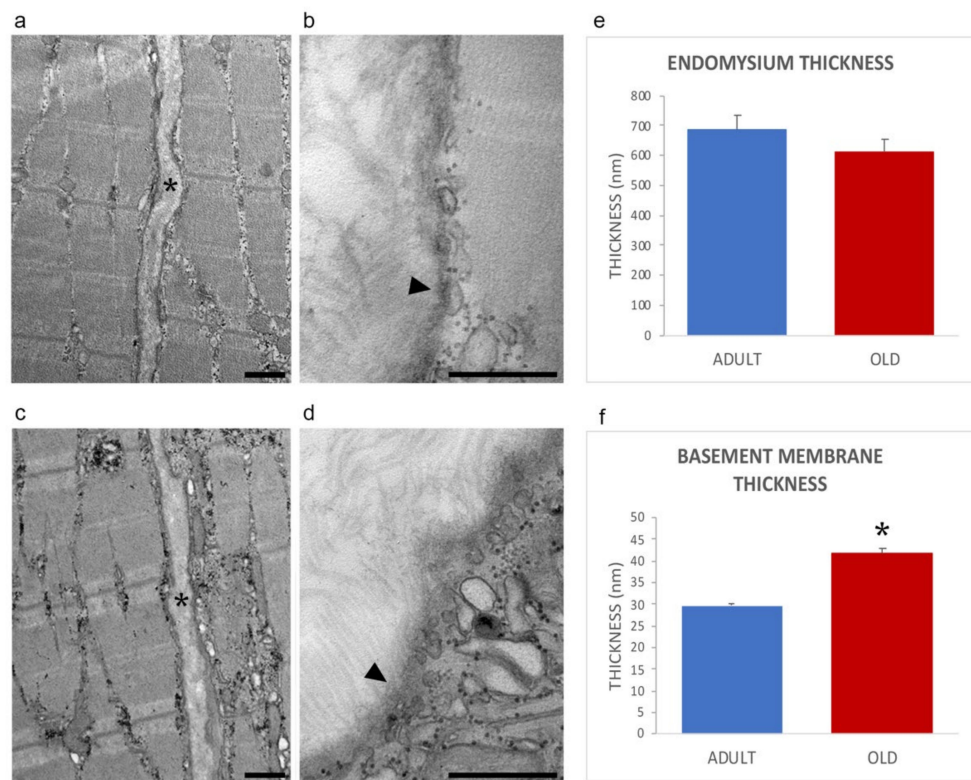 a
b
*
c
d
*
e
ENDOMYSIUM THICKNESS
THICKNESS (nm)
800
700
600
500
400
300
200
100
0
ADULT
OLD
f
BASEMENT MEMBRANE
THICKNESS
THICKNESS (nm)
50
45
40
35
30
25
20
15
10
5
0
*
ADULT
OLD